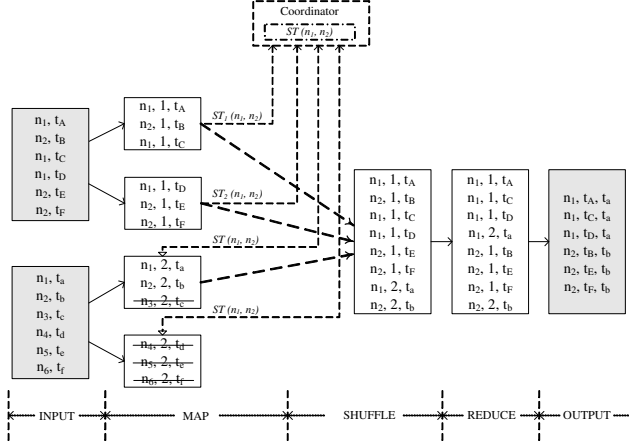 Coordinator
ST (n1, n2)
n1, tA
n2, tB
n1, tC
n1, tD
n2, tE
n2, tF
n1, 1, tA
n2, 1, tB
n1, 1, tC
ST1 (n1, n2)
n1, 1, tD
n2, 1, tE
n2, 1, tF
ST2 (n1, n2)
n1, ta
n2, tb
n3, tc
n4, td
n5, te
n6, tf
ST (n1, n2)
n1, 2, ta
n2, 2, tb
n3, 2, tc
ST (n1, n2)
n4, 2, td
n5, 2, te
n6, 2, tf
n1, 1, tA
n2, 1, tB
n1, 1, tC
n1, 1, tD
n2, 1, tE
n2, 1, tF
n1, 2, ta
n2, 2, tb
n1, 1, tA
n1, 1, tC
n1, 1, tD
n1, 2, ta
n2, 1, tB
n2, 1, tE
n2, 1, tF
n2, 2, tb
n1, tA, ta
n1, tC, ta
n1, tD, ta
n2, tB, tb
n2, tE, tb
n2, tF, tb
INPUT MAP SHUFFLE REDUCE OUTPUT